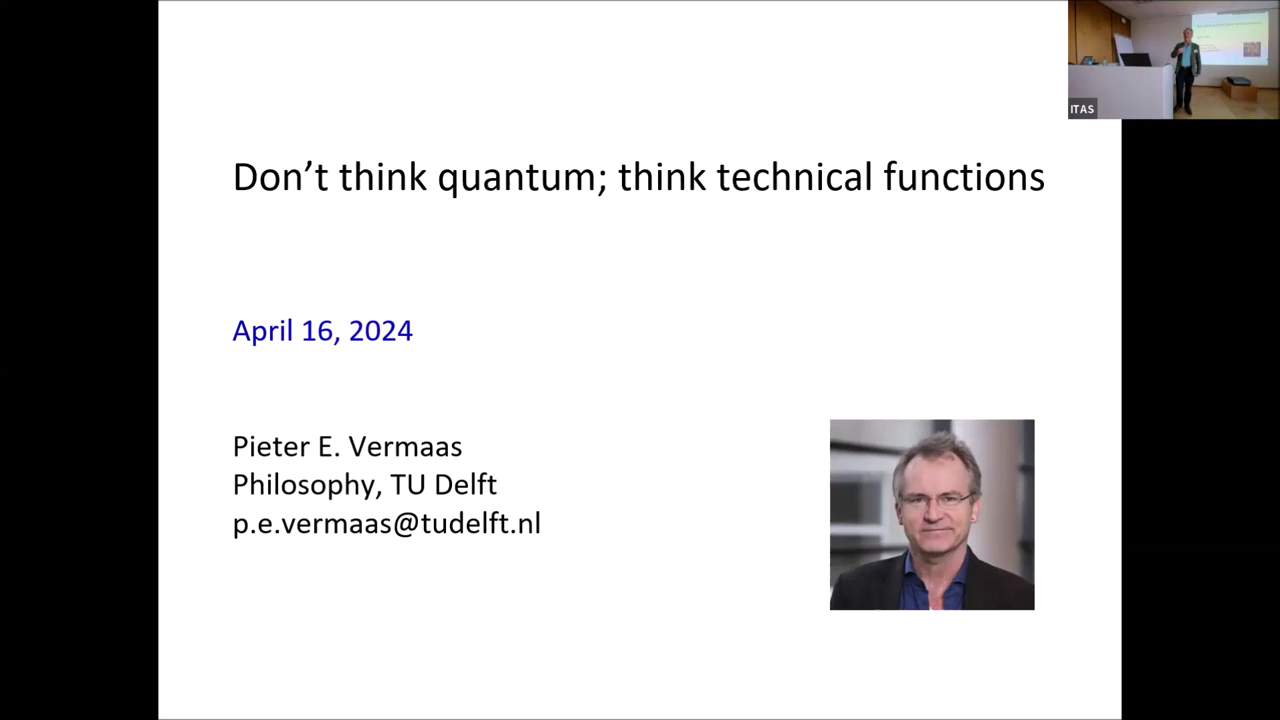 Don't think quantum; think technical functions
April 16, 2024
Pieter E. Vermaas
Philosophy, TU Delft
p.e.vermaas@tudelft.nl
ITAS